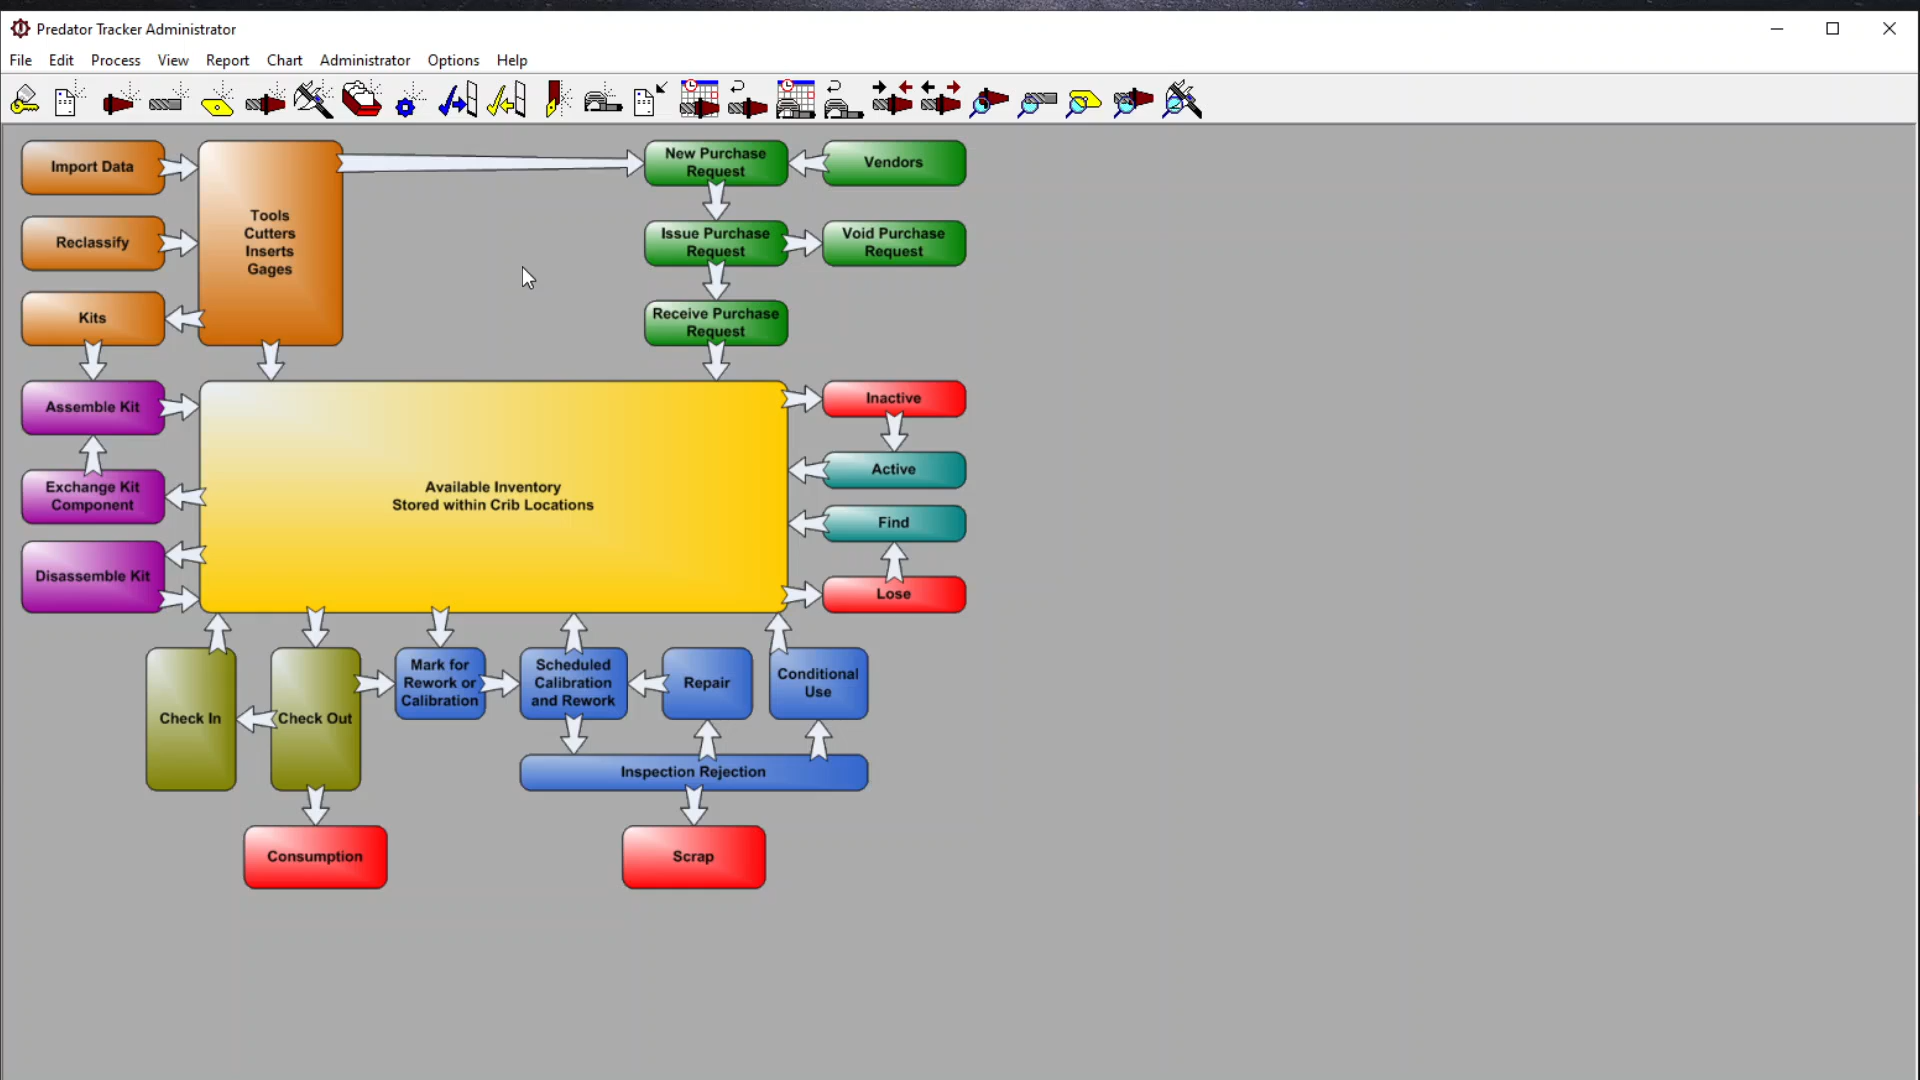 Predator Tracker Administrator
File Edit Process View Report Chart Administrator Options Help
Import Data
Tools
Cutters
Inserts
Gages
New Purchase
Request
Vendors
Reclassify
Issue Purchase
Request
Void Purchase
Request
Kits
Receive Purchase
Request
Assemble Kit
Inactive
Active
Exchange Kit
Component
Available Inventory
Stored within Crib Locations
Find
Disassemble Kit
Lose
Check In
Check Out
Mark for
Rework or
Calibration
Scheduled
Calibration
and Rework
Repair
Conditional
Use
Inspection Rejection
Consumption
Scrap